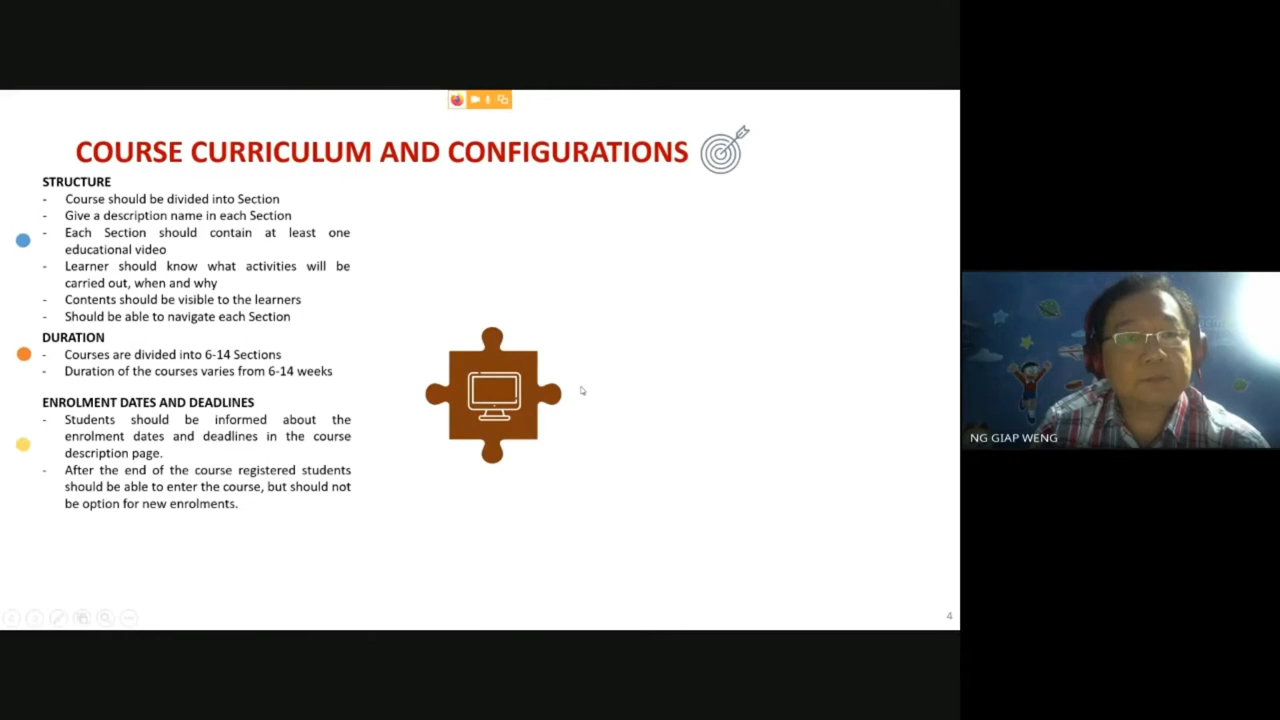 COURSE CURRICULUM AND CONFIGURATIONS
STRUCTURE
- Course should be divided into Section
- Give a description name in each Section
- Each Section should contain at least one
educational video
- Learner should know what activities will be
carried out, when and why
- Contents should be visible to the learners
- Should be able to navigate each Section
DURATION
- Courses are divided into 6-14 Sections
- Duration of the courses varies from 6-14 weeks
ENROLMENT DATES AND DEADLINES
- Students should be informed about the
enrolment dates and deadlines in the course
description page.
- After the end of the course registered students
should be able to enter the course, but should not
be option for new enrolments.
4
NG GIAP WENG